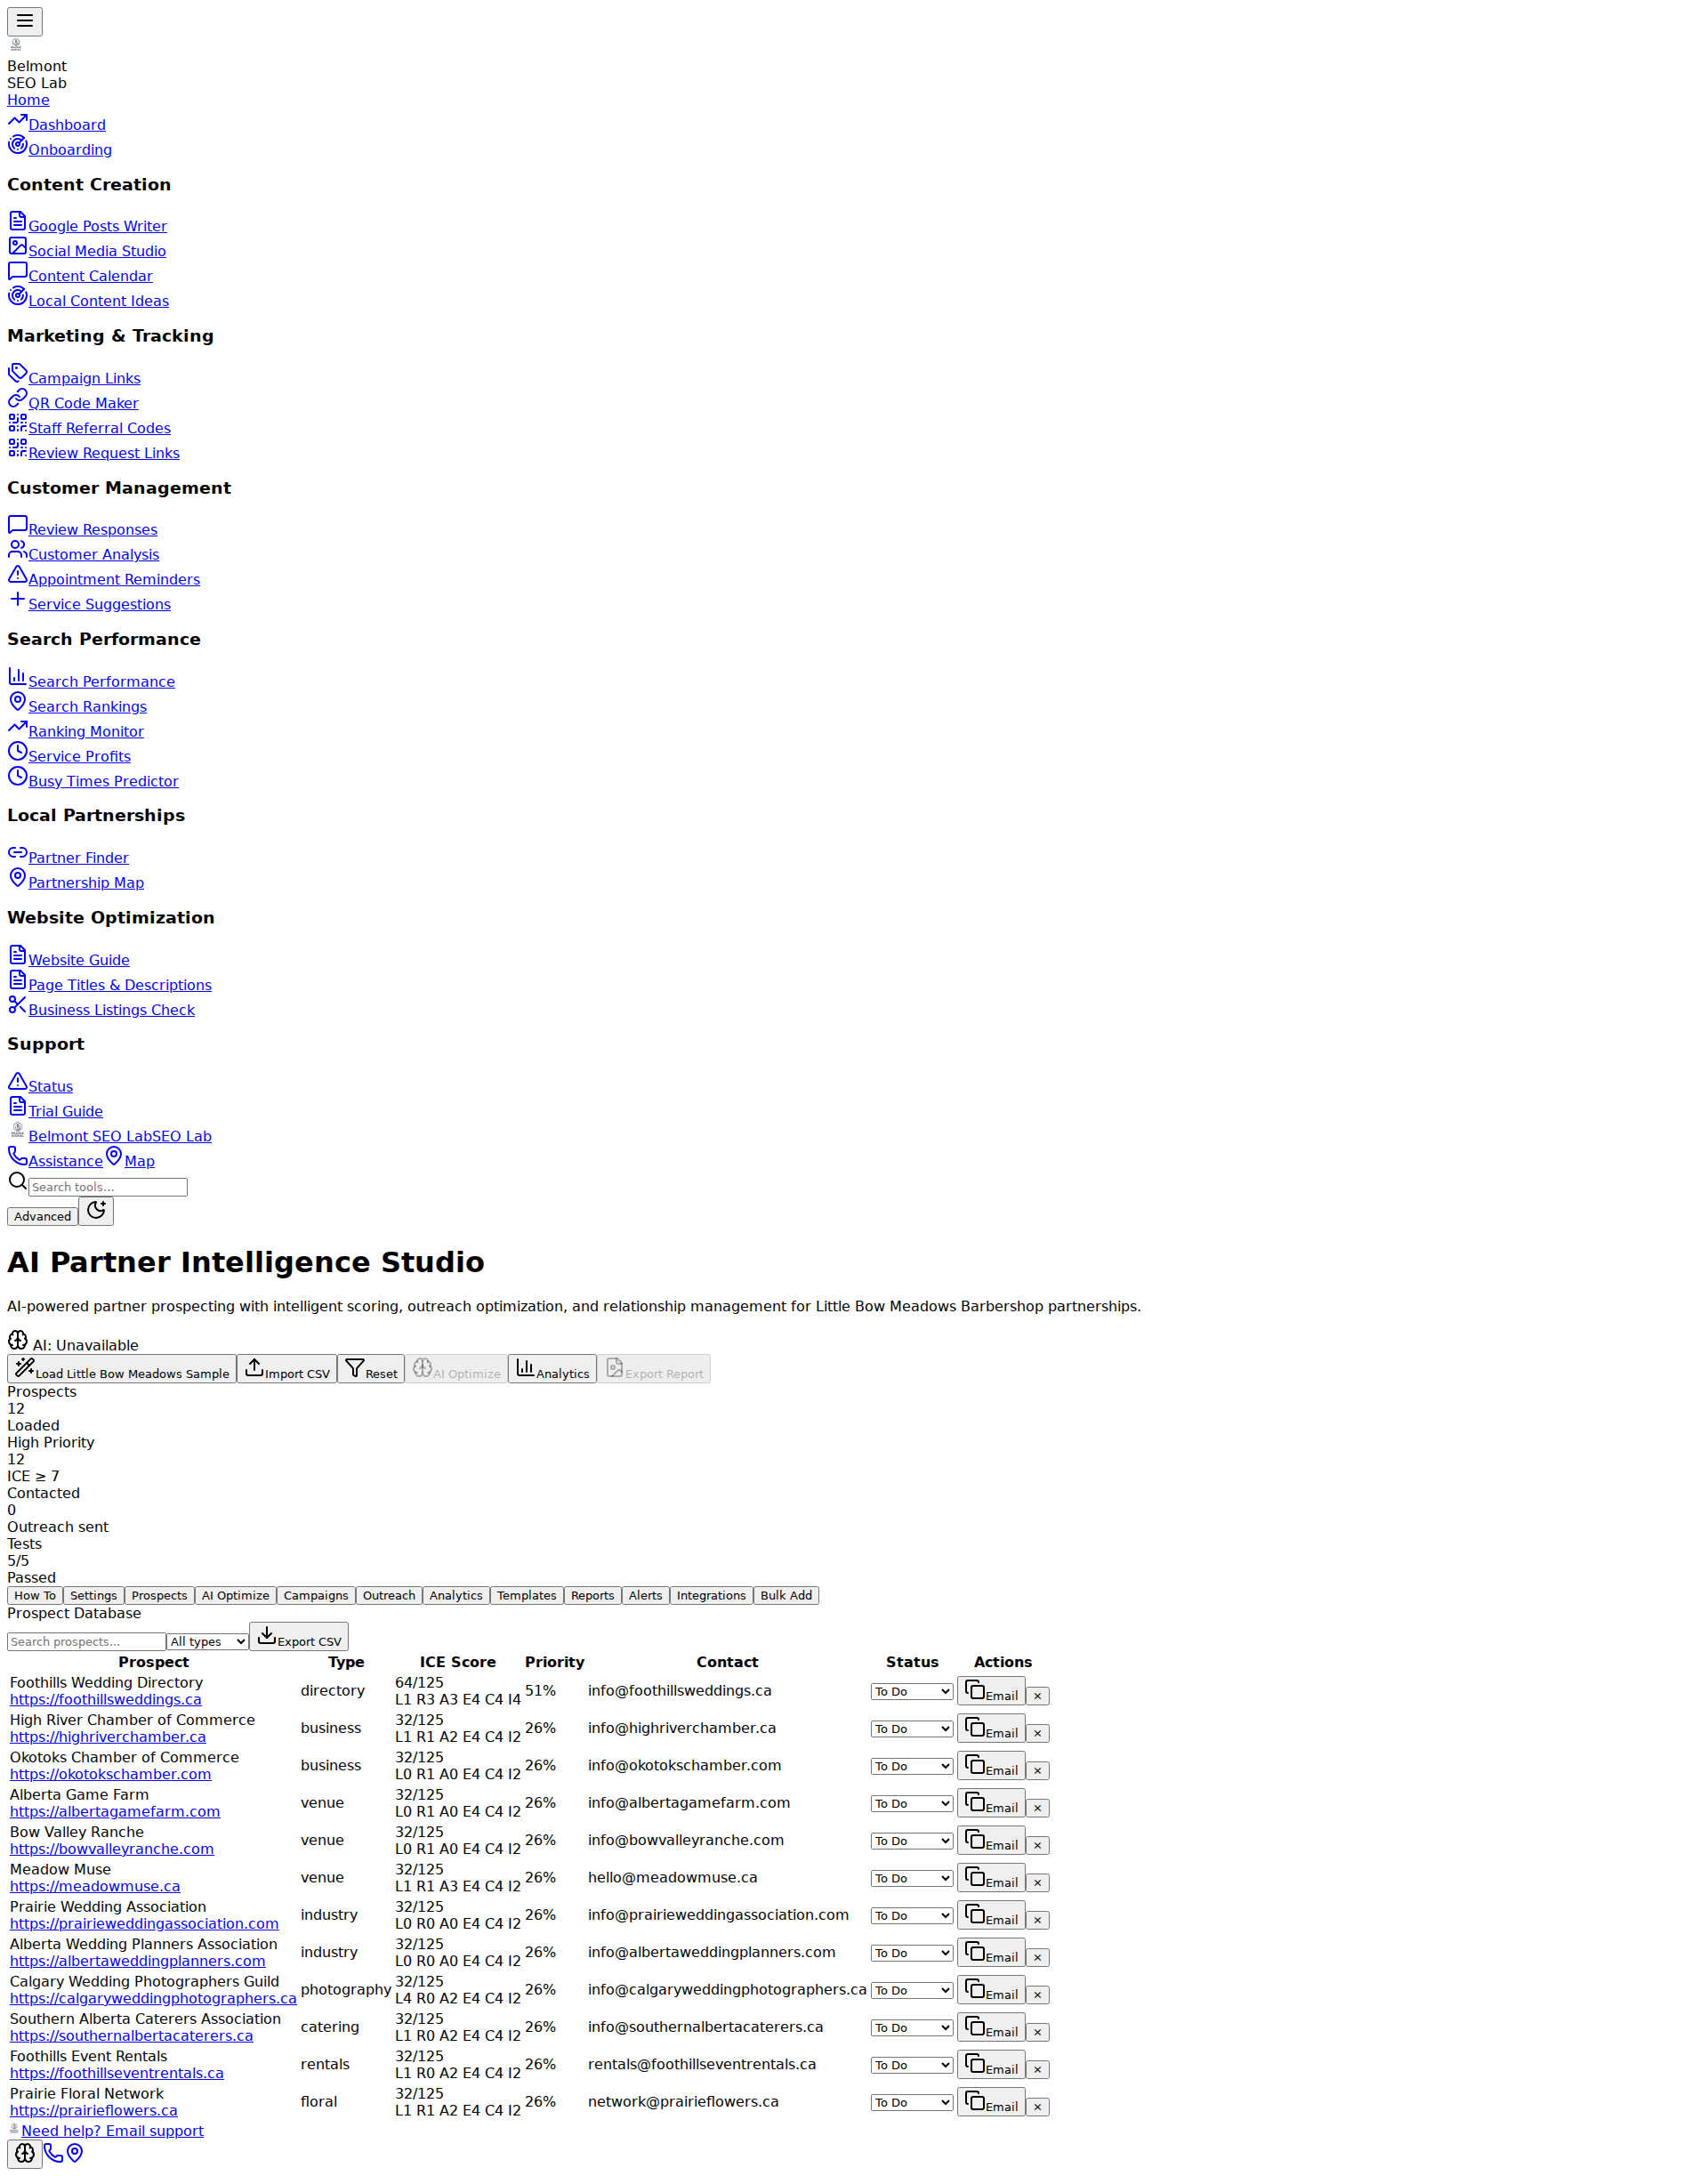 Belmont
SEO Lab
Home
Dashboard
Onboarding
Content Creation
Google Posts Writer
Social Media Studio
Content Calendar
Local Content Ideas
Marketing & Tracking
Campaign Links
QR Code Maker
Staff Referral Codes
Review Request Links
Customer Management
Review Responses
Customer Analysis
Appointment Reminders
Service Suggestions
Search Performance
Search Performance
Search Rankings
Ranking Monitor
Service Profits
Busy Times Predictor
Local Partnerships
Partner Finder
Partnership Map
Website Optimization
Website Guide
Page Titles & Descriptions
Business Listings Check
Support
Status
Trial Guide
Belmont SEO LabSEO Lab
Assistance Map
Search tools...
Advanced
AI Partner Intelligence Studio
AI-powered partner prospecting with intelligent scoring, outreach optimization, and relationship management for Little Bow Meadows Barbershop partnerships.
AI: Unavailable
Load Little Bow Meadows Sample Import CSV Reset AI Optimize Analytics Export Report
Prospects
12
Loaded
High Priority
12
ICE ≥ 7
Contacted
0
Outreach sent
Tests
5/5
Passed
How To Settings Prospects AI Optimize Campaigns Outreach Analytics Templates Reports Alerts Integrations Bulk Add
Prospect Database
Search prospects... All types Export CSV
Prospect Type ICE Score Priority Contact Status Actions
Foothills Wedding Directory
https://foothillsweddings.ca directory 64/125 L1 R3 A3 E4 C4 I4 51% info@foothillsweddings.ca To Do Email ×
High River Chamber of Commerce
https://highriverchamber.ca business 32/125 L1 R1 A2 E4 C4 I2 26% info@highriverchamber.ca To Do Email ×
Okotoks Chamber of Commerce
https://okotokschamber.com business 32/125 L0 R1 A0 E4 C4 I2 26% info@okotokschamber.com To Do Email ×
Alberta Game Farm
https://albertagamefarm.com venue 32/125 L0 R1 A0 E4 C4 I2 26% info@albertagamefarm.com To Do Email ×
Bow Valley Ranche
https://bowvalleyranche.com venue 32/125 L0 R1 A0 E4 C4 I2 26% info@bowvalleyranche.com To Do Email ×
Meadow Muse
https://meadowmuse.ca venue 32/125 L1 R1 A3 E4 C4 I2 26% hello@meadowmuse.ca To Do Email ×
Prairie Wedding Association
https://prairieweddingassociation.com industry 32/125 L0 R0 A0 E4 C4 I2 26% info@prairieweddingassociation.com To Do Email ×
Alberta Wedding Planners Association
https://albertaweddingplanners.com industry 32/125 L0 R0 A0 E4 C4 I2 26% info@albertaweddingplanners.com To Do Email ×
Calgary Wedding Photographers Guild
https://calgaryweddingphotographers.ca photography 32/125 L4 R0 A2 E4 C4 I2 26% info@calgaryweddingphotographers.ca To Do Email ×
Southern Alberta Caterers Association
https://southernalbertacaterers.ca catering 32/125 L1 R0 A2 E4 C4 I2 26% info@southernalbertacaterers.ca To Do Email ×
Foothills Event Rentals
https://foothillseventrentals.ca rentals 32/125 L1 R0 A2 E4 C4 I2 26% rentals@foothillseventrentals.ca To Do Email ×
Prairie Floral Network
https://prairieflowers.ca floral 32/125 L1 R1 A2 E4 C4 I2 26% network@prairieflowers.ca To Do Email ×
Need help? Email support